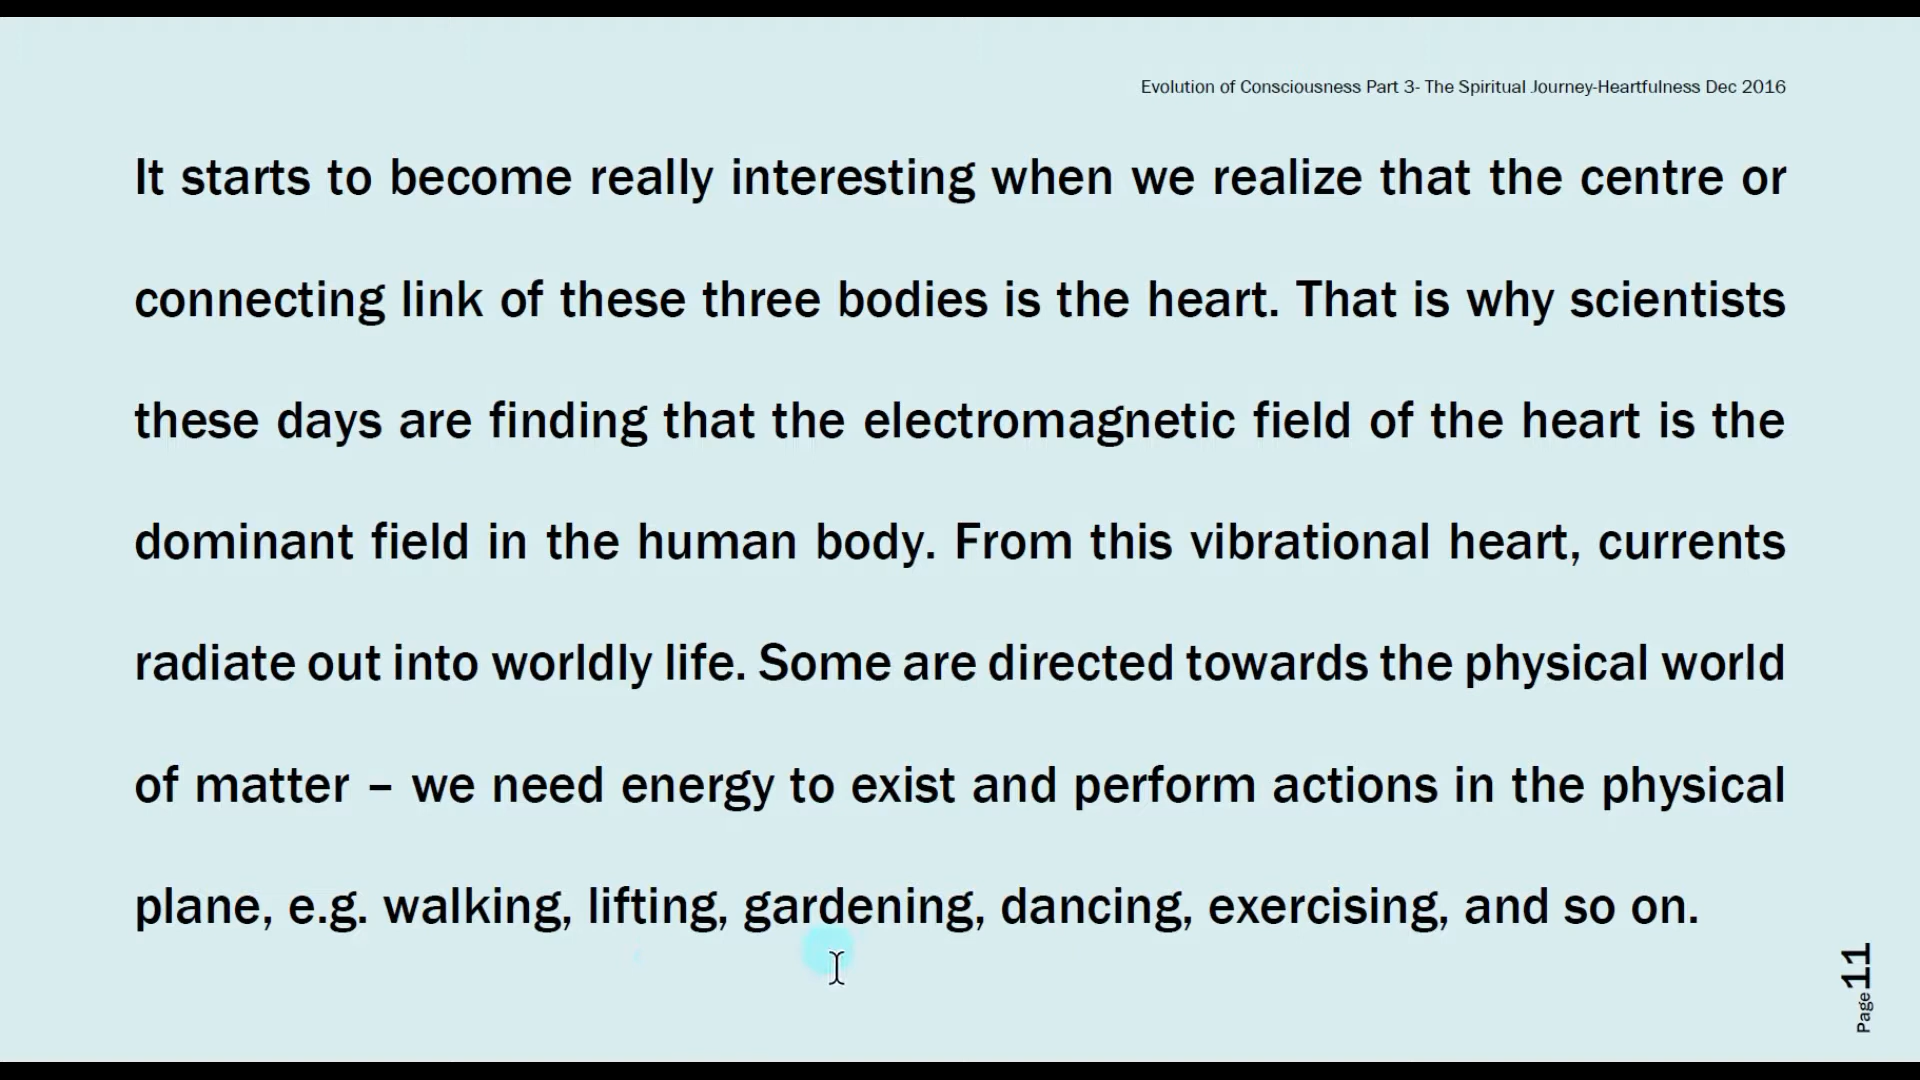 Evolution of Consciousness Part 3- The Spiritual Journey-Heartfulness Dec 2016
It starts to become really interesting when we realize that the centre or
connecting link of these three bodies is the heart. That is why scientists
these days are finding that the electromagnetic field of the heart is the
dominant field in the human body. From this vibrational heart, currents
radiate out into worldly life. Some are directed towards the physical world
of matter – we need energy to exist and perform actions in the physical
plane, e.g. walking, lifting, gardening, dancing, exercising, and so on.
Page 11